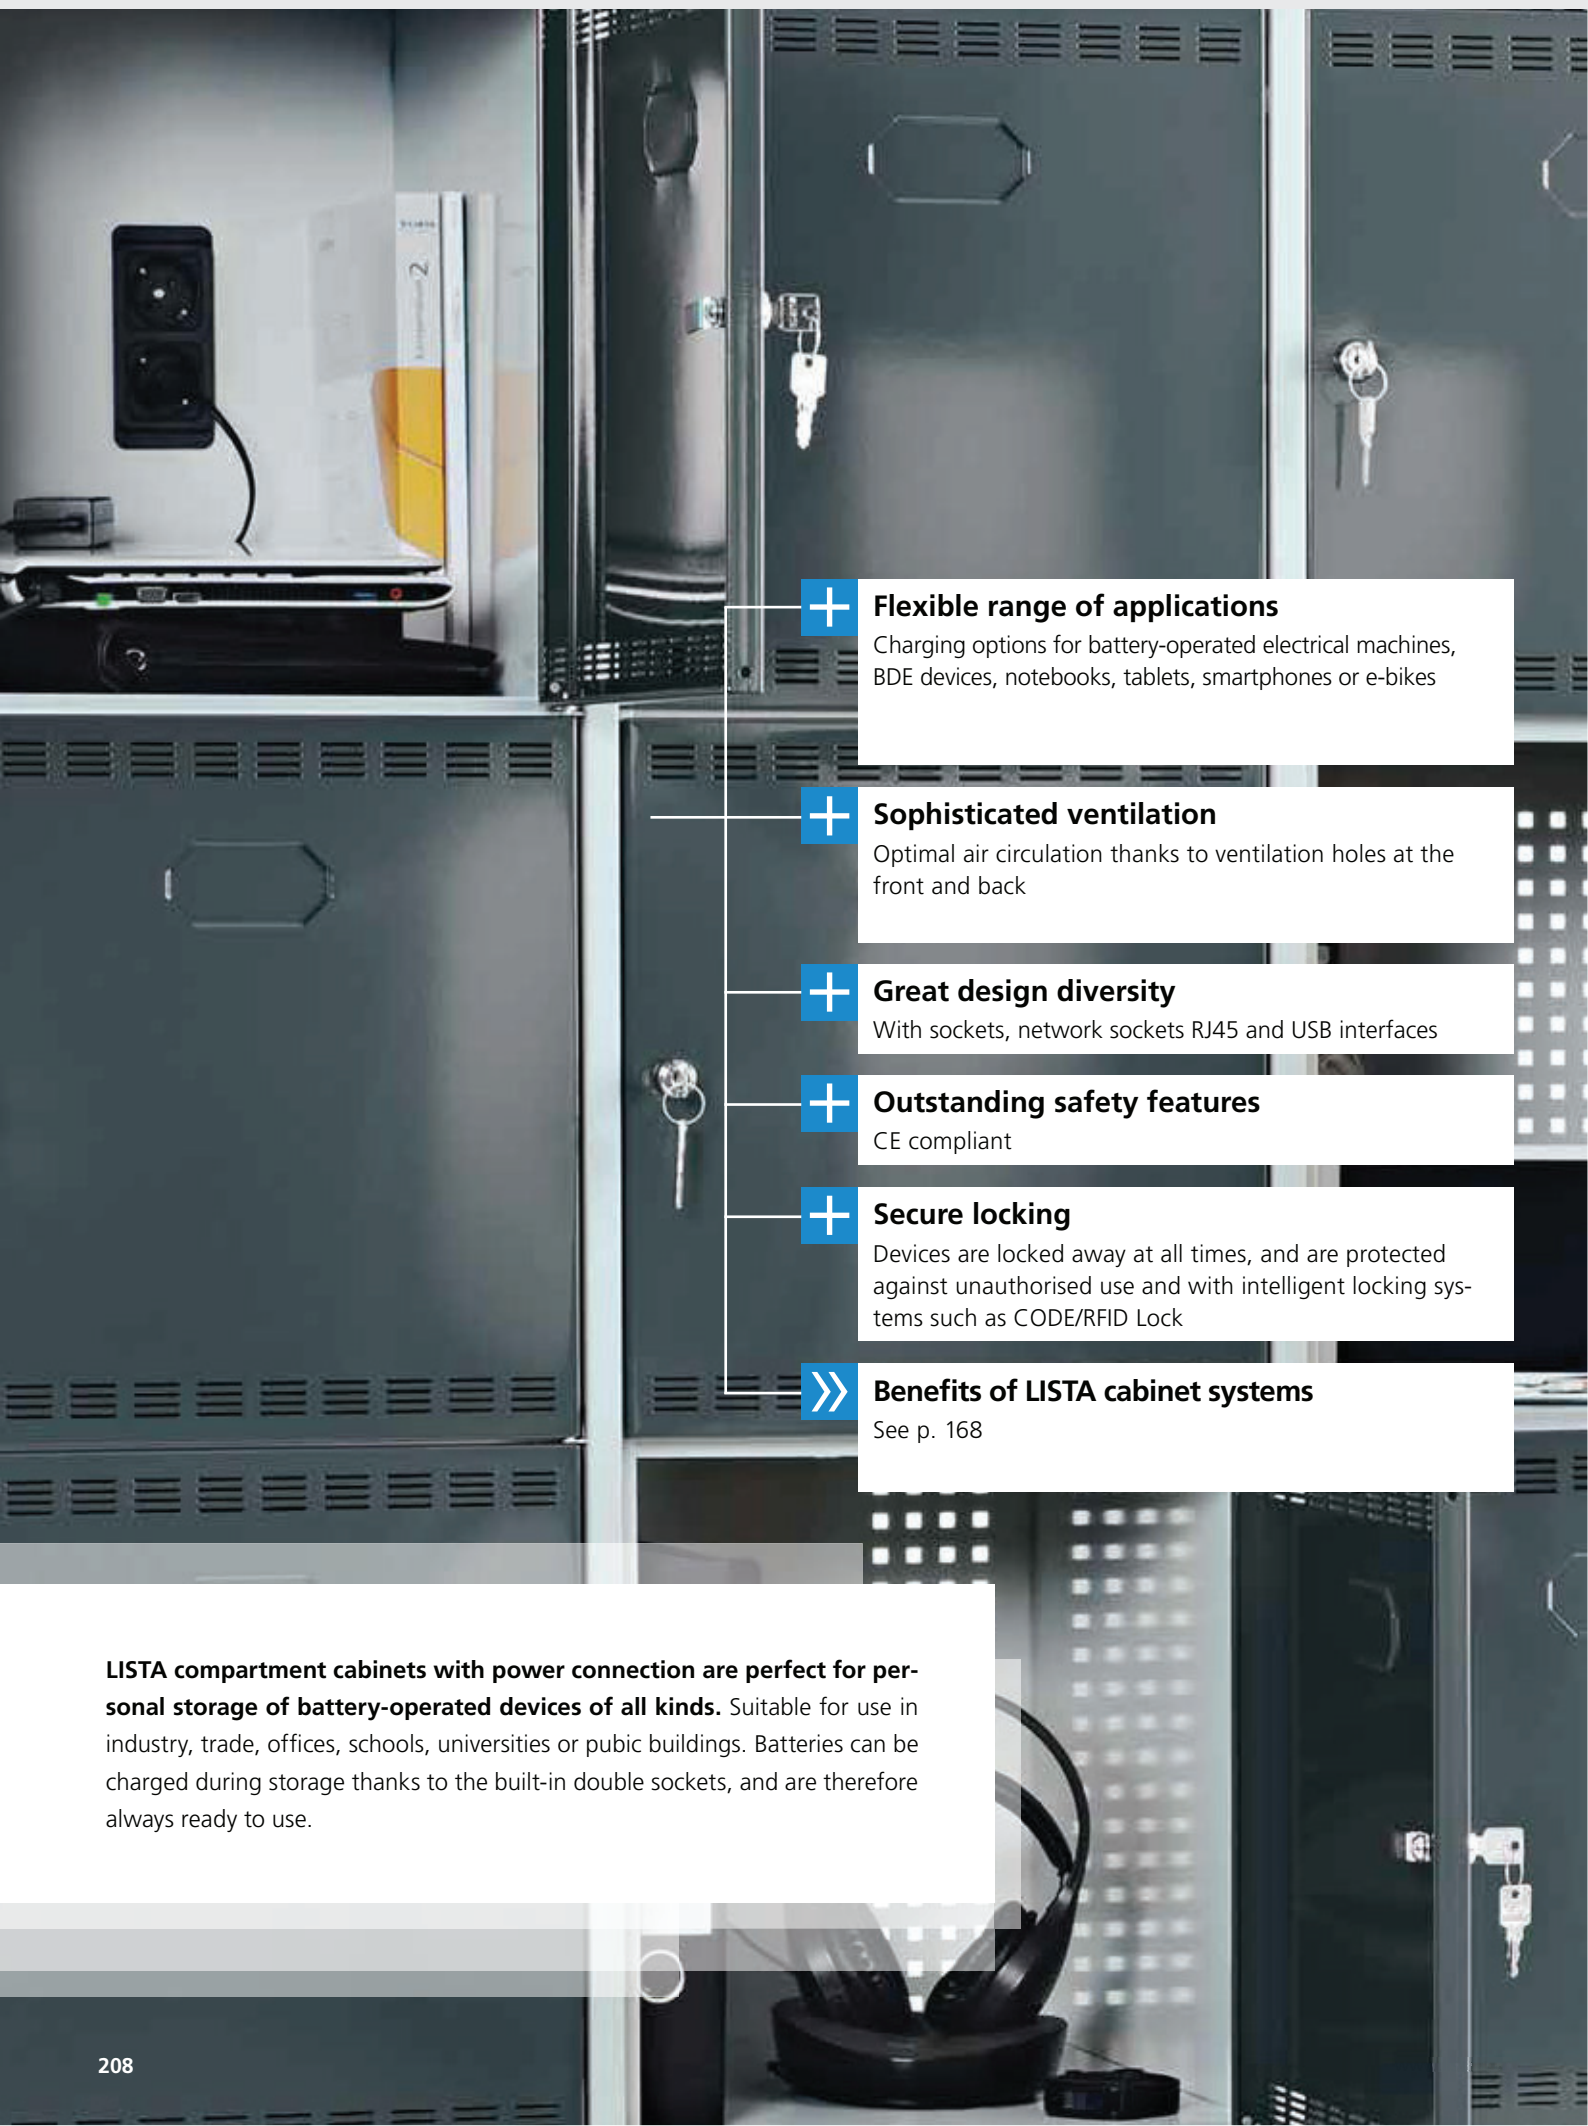 Flexible range of applications
Charging options for battery-operated electrical machines,
BDE devices, notebooks, tablets, smartphones or e-bikes
Sophisticated ventilation
Optimal air circulation thanks to ventilation holes at the
front and back
Great design diversity
With sockets, network sockets RJ45 and USB interfaces
Outstanding safety features
CE compliant
Secure locking
Devices are locked away at all times, and are protected
against unauthorised use and with intelligent locking sys-
tems such as CODE/RFID Lock
Benefits of LISTA cabinet systems
See p. 168
LISTA compartment cabinets with power connection are perfect for per-
sonal storage of battery-operated devices of all kinds. Suitable for use in
industry, trade, offices, schools, universities or pubic buildings. Batteries can be
charged during storage thanks to the built-in double sockets, and are therefore
always ready to use.
208